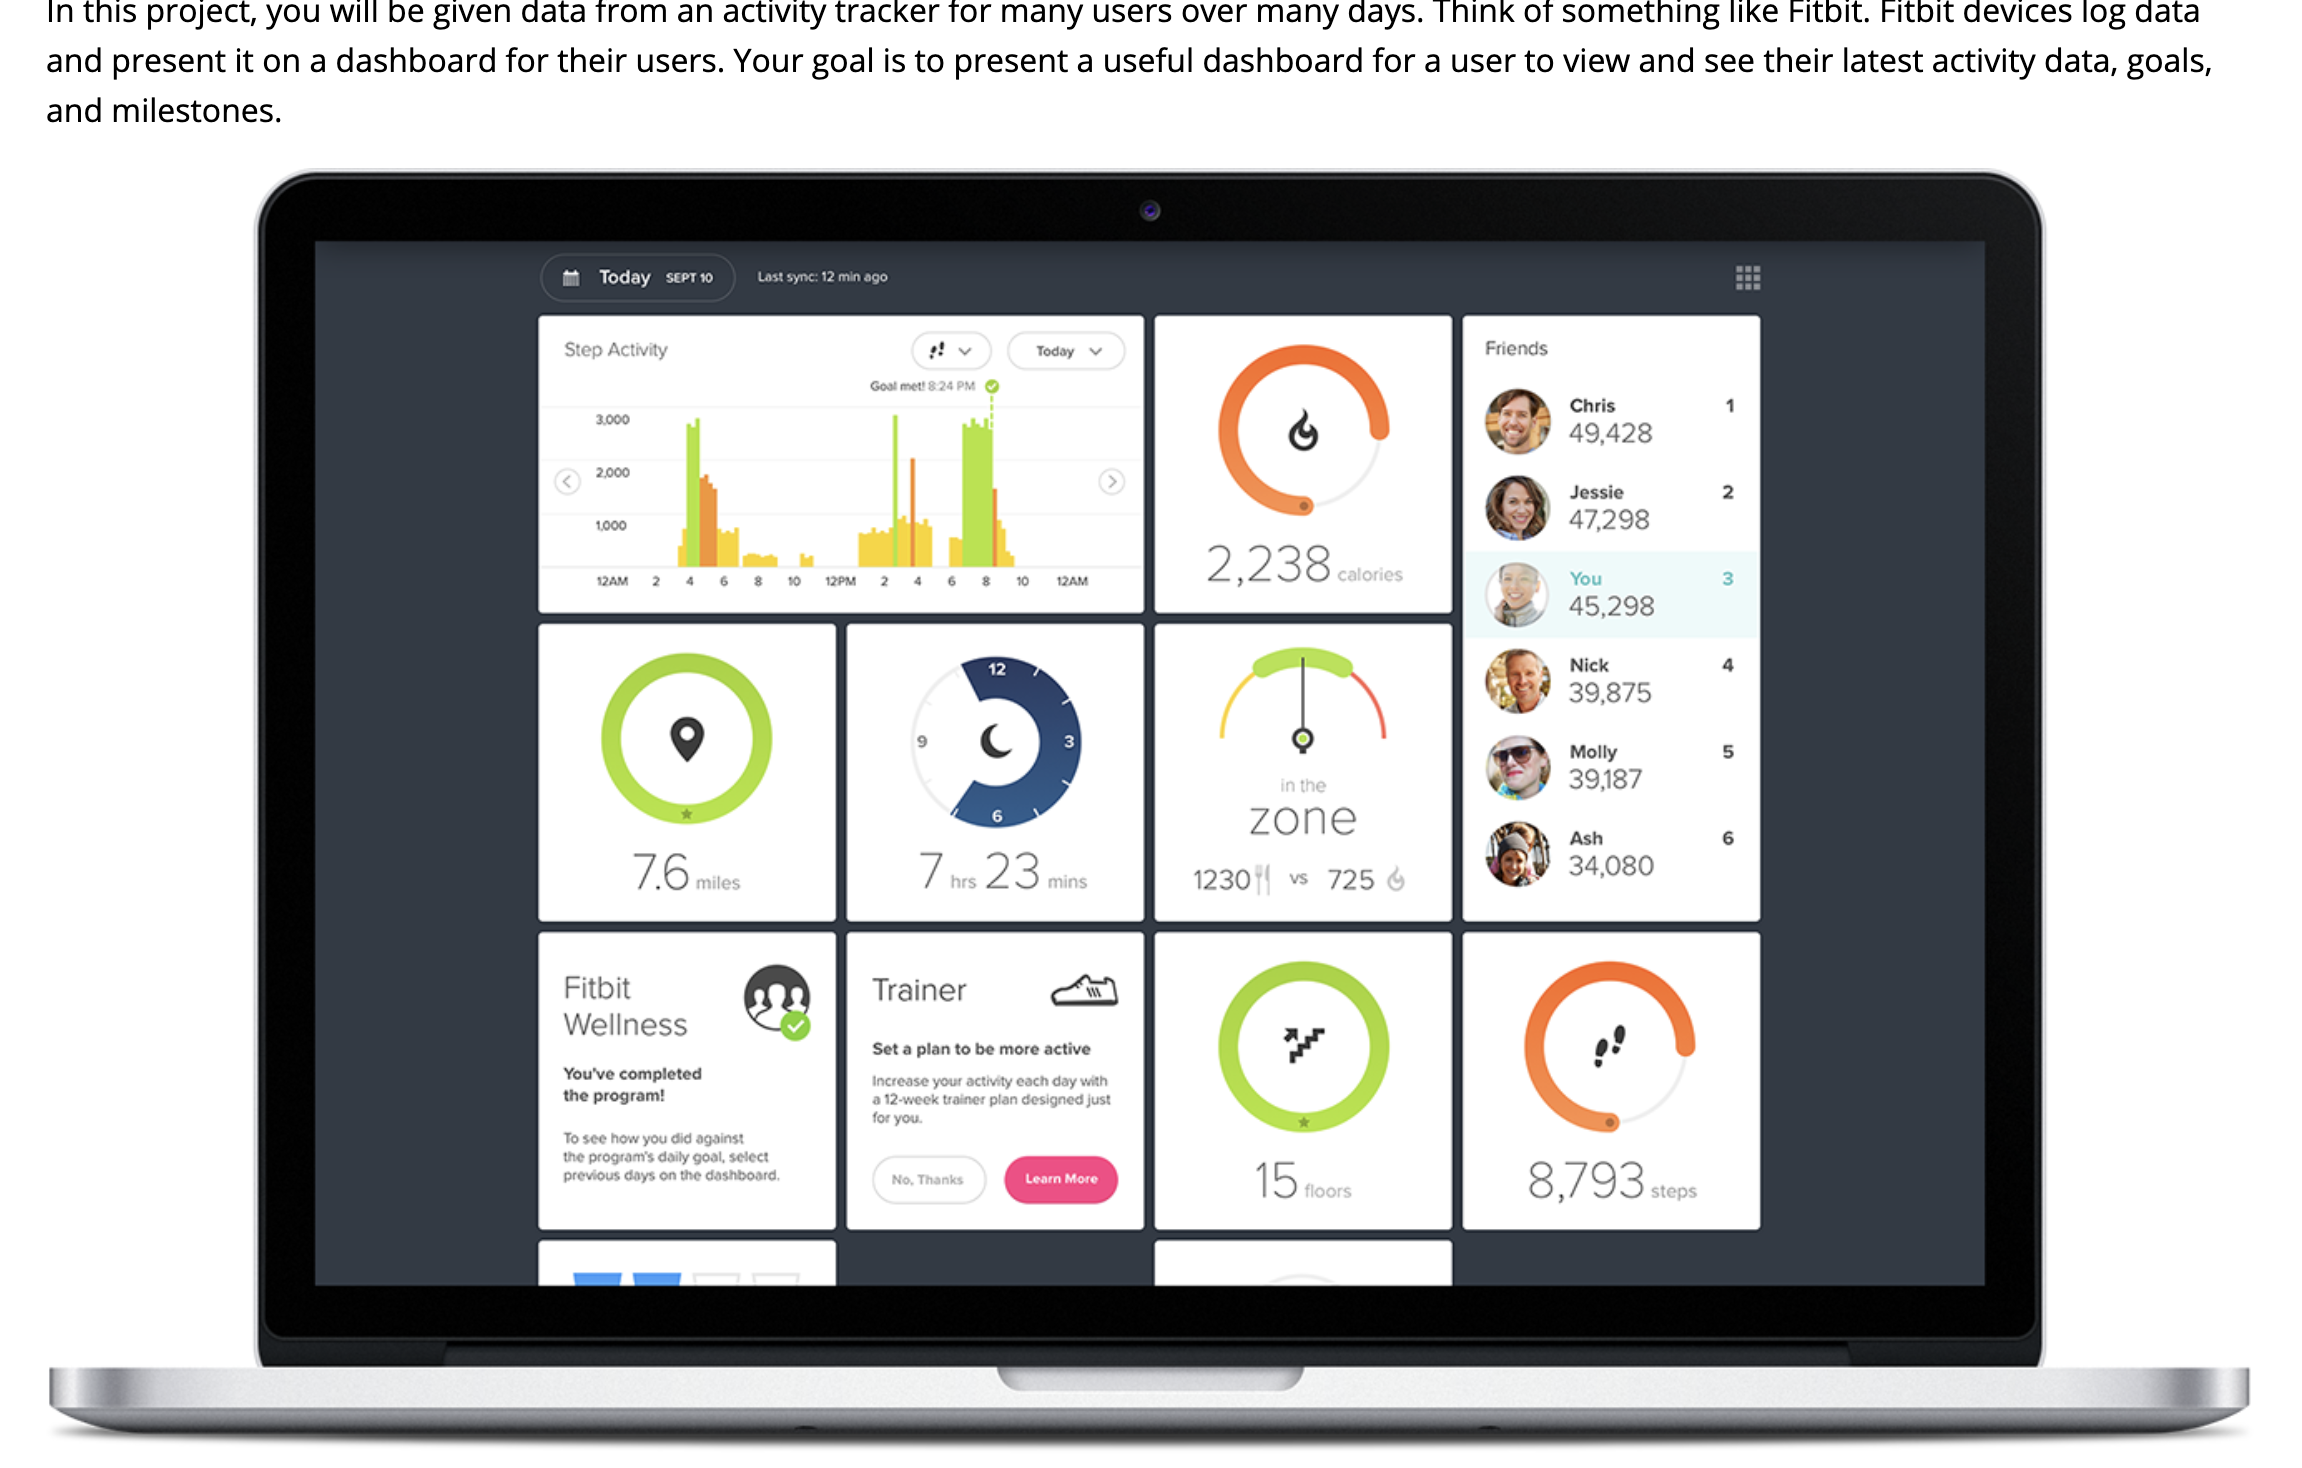 In this project, you will be given data from an activity tracker for many users over many days. Think of something like Fitbit. Fitbit devices log data
and present it on a dashboard for their users. Your goal is to present a useful dashboard for a user to view and see their latest activity data, goals,
and milestones.
Today SEPT 10 Last sync: 12 min ago
Step Activity
Today
Goal met! 8:24 PM
3,000
2,000
1,000
12AM 2 4 6 8 10 12PM 2 4 6 8 10 12AM
2,238 calories
Friends
Chris 1
49,428
Jessie 2
47,298
You 3
45,298
Nick 4
39,875
Molly 5
39,187
Ash 6
34,080
7.6 miles
12
3
6
9
7 hrs 23 mins
in the
zone
1230 vs 725
Fitbit
Wellness
You've completed
the program!
To see how you did against
the program's daily goal, select
previous days on the dashboard.
Trainer
Set a plan to be more active
Increase your activity each day with
a 12-week trainer plan designed just
for you.
No, Thanks Learn More
15 floors
8,793 steps